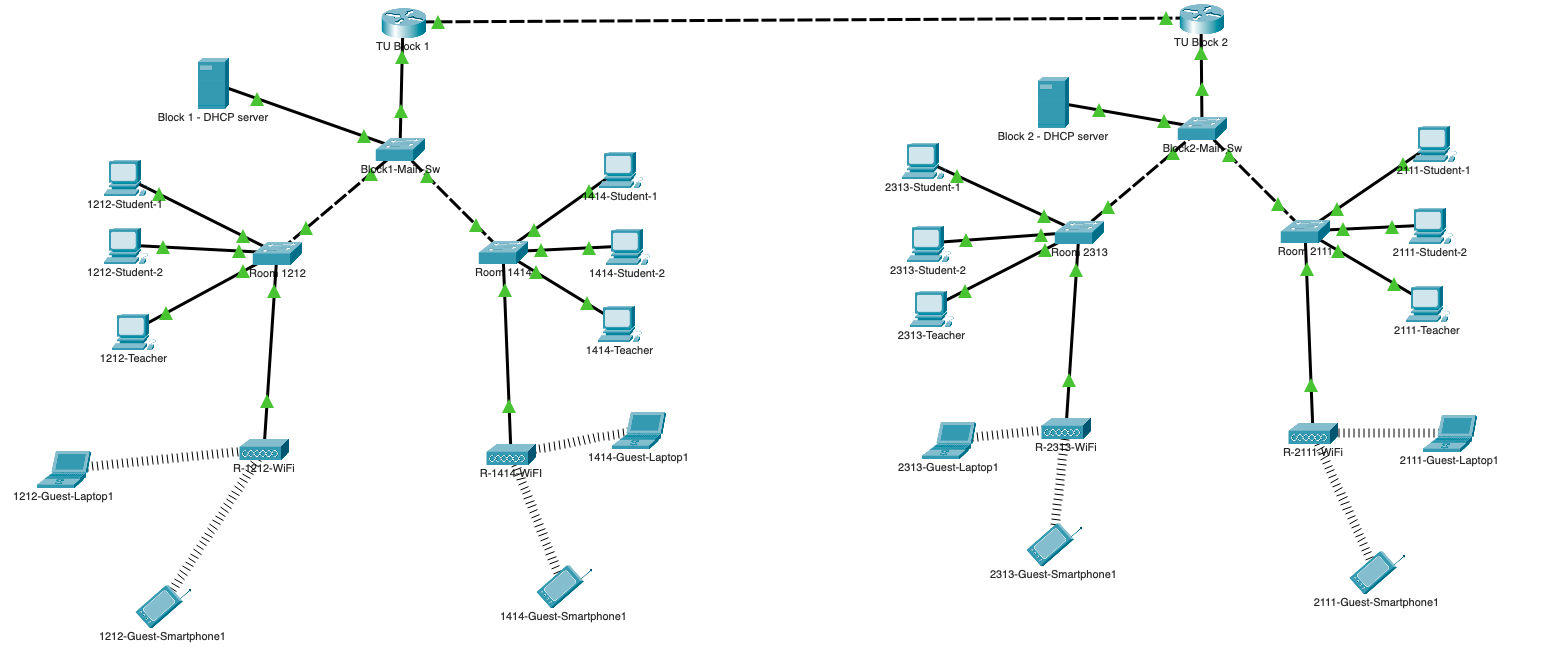 TU Block 1
TU Block 2
Block 1 - DHCP server
Block 2 - DHCP server
Block1-Main Sw
Block2-Main Sw
1212-Student-1
1414-Student-1
2313-Student-1
2111-Student-1
1212-Student-2
Room 1212
Room 1414
1414-Student-2
2313-Student-2
Room 2313
Room 2111
2111-Student-2
1212-Teacher
1414-Teacher
2313-Teacher
2111-Teacher
1212-Guest-Laptop1
R-1212-WiFi
R-1414-WiFI
1414-Guest-Laptop1
2313-Guest-Laptop1
R-2313-WiFi
R-2111-WiFi
2111-Guest-Laptop1
1212-Guest-Smartphone1
1414-Guest-Smartphone1
2313-Guest-Smartphone1
2111-Guest-Smartphone1